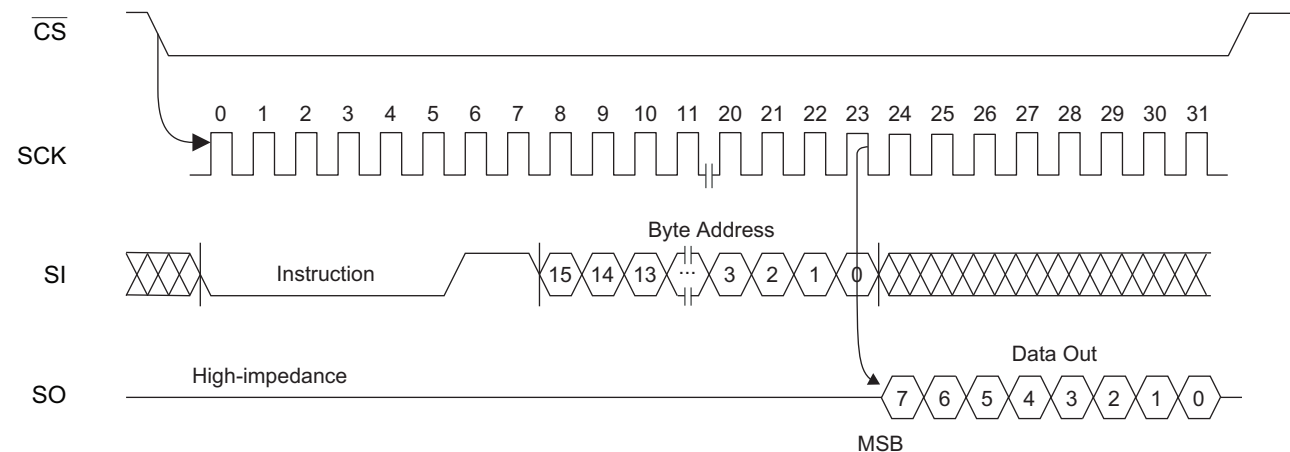 CS
0 1 2 3 4 5 6 7 8 9 10 11 20 21 22 23 24 25 26 27 28 29 30 31
SCK
Byte Address
SI
Instruction
15 14 13 ... 3 2 1 0
Data Out
High-impedance
SO
7 6 5 4 3 2 1 0
MSB